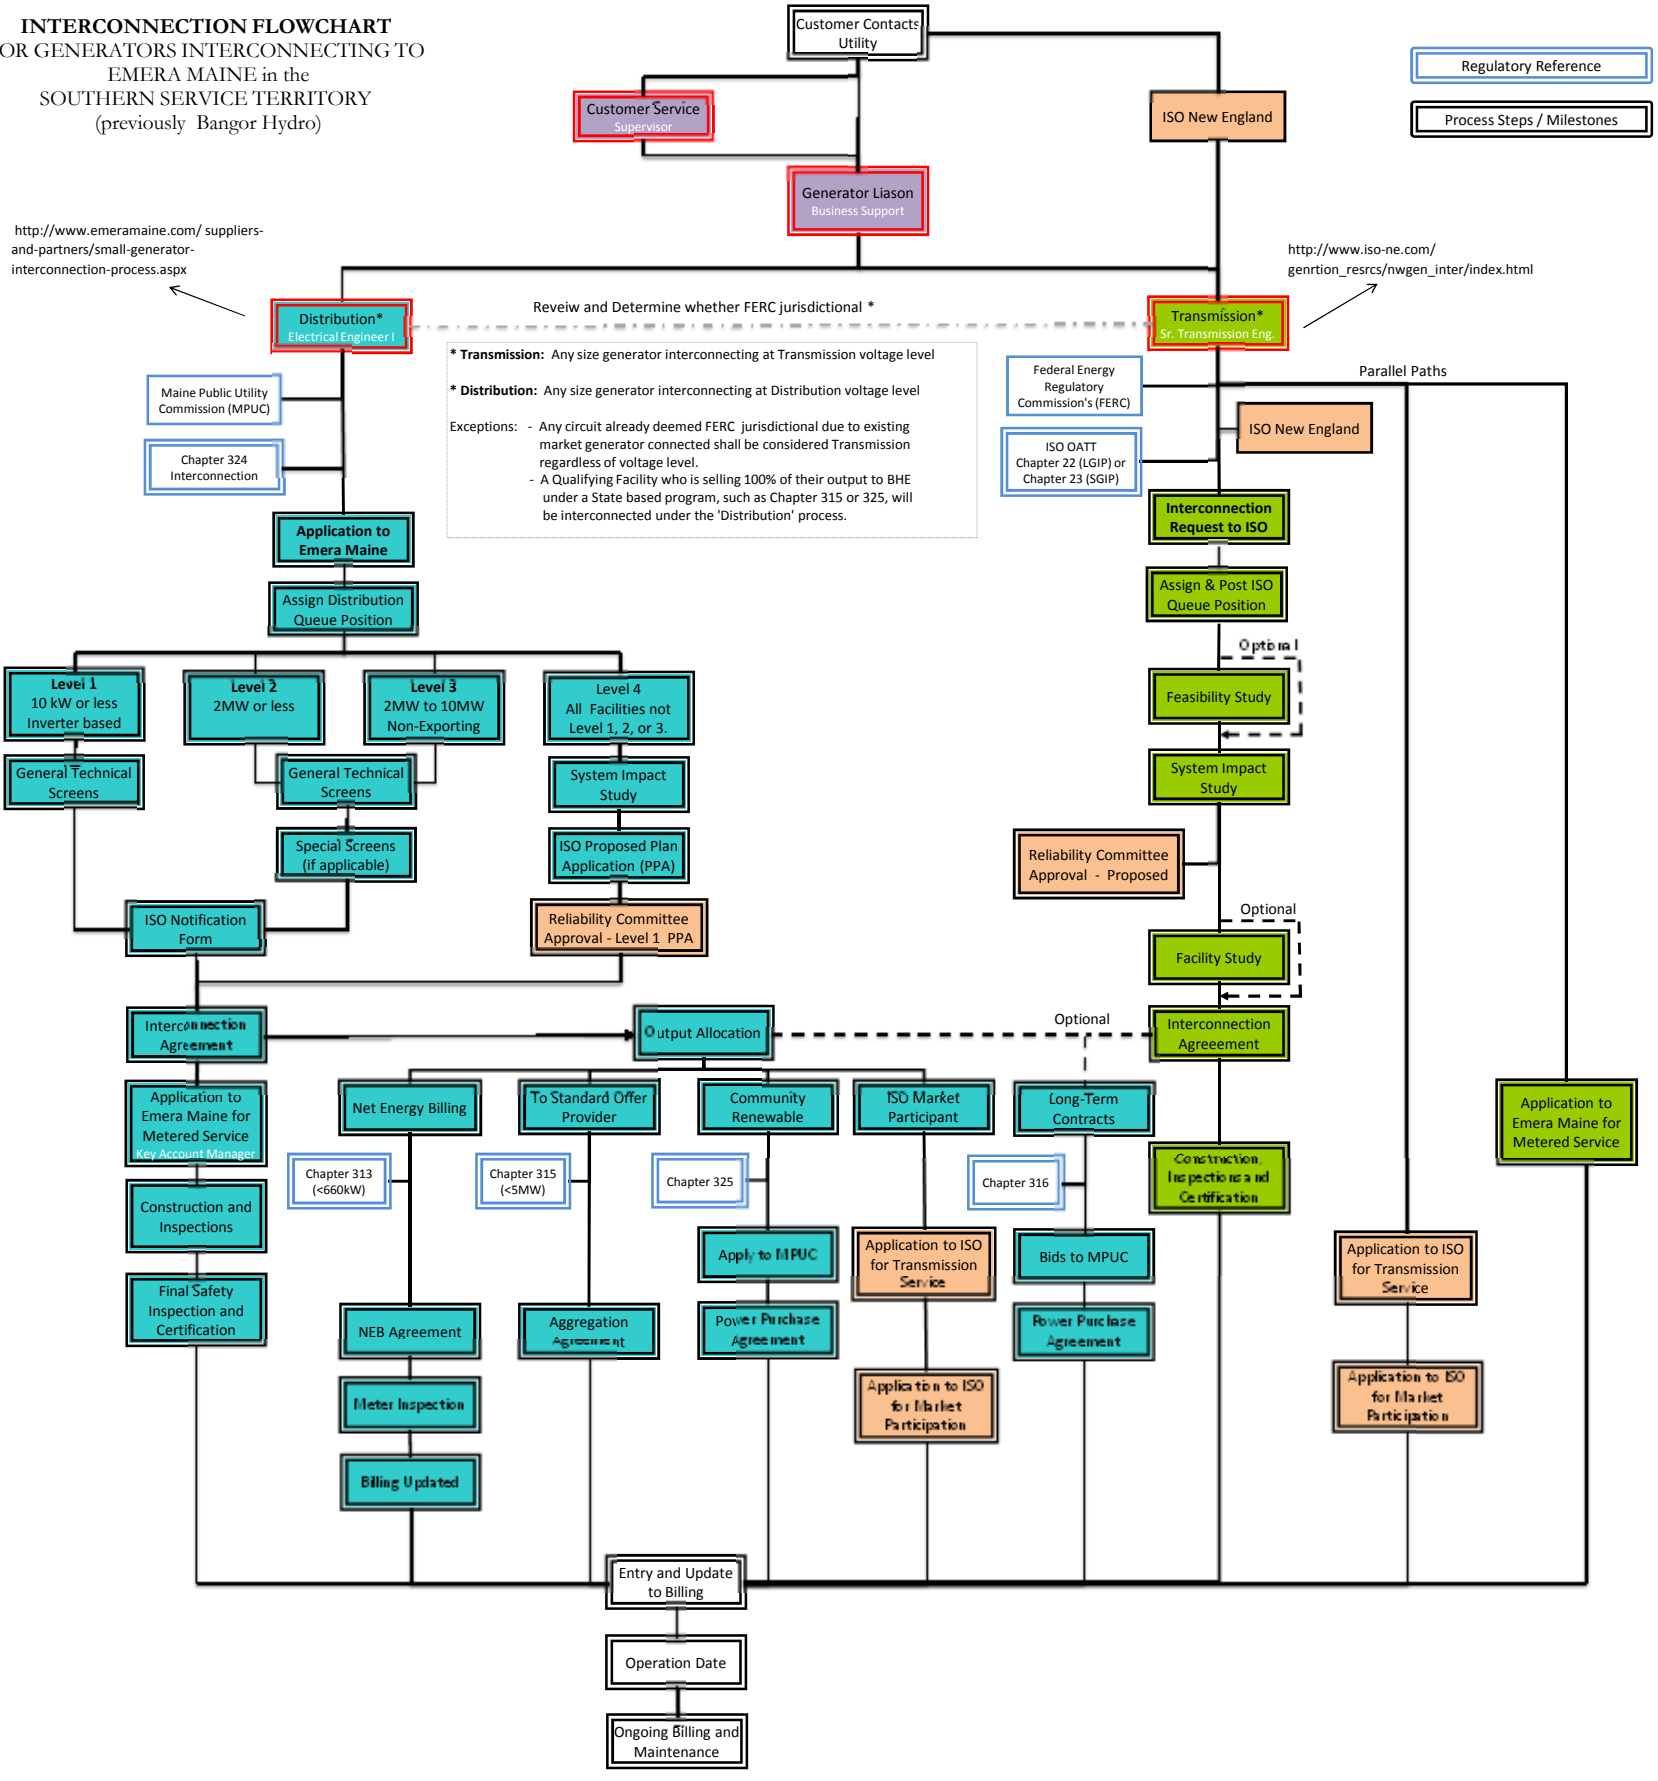 INTERCONNECTION FLOWCHART
OR GENERATORS INTERCONNECTING TO
EMERA MAINE in the
SOUTHERN SERVICE TERRITORY
(previously Bangor Hydro)
Customer Contacts
Utility
Regulatory Reference
Process Steps / Milestones
Customer Service
Supervisor
ISO New England
Generator Liason
Business Support
http://www.emeramaine.com/ suppliers-
and-partners/small-generator-
interconnection-process.aspx
http://www.iso-ne.com/
genrtion_resrcs/nwgen_inter/index.html
Distribution*
Electrical Engineer I
Reveiw and Determine whether FERC jurisdictional *
Transmission*
Sr. Transmission Eng.
* Transmission: Any size generator interconnecting at Transmission voltage level
* Distribution: Any size generator interconnecting at Distribution voltage level
Exceptions: - Any circuit already deemed FERC jurisdictional due to existing
market generator connected shall be considered Transmission
regardless of voltage level.
- A Qualifying Facility who is selling 100% of their output to BHE
under a State based program, such as Chapter 315 or 325, will
be interconnected under the 'Distribution' process.
Maine Public Utility
Commission (MPUC)
Chapter 324
Interconnection
Federal Energy
Regulatory
Commission's (FERC)
Parallel Paths
ISO New England
ISO OATT
Chapter 22 (LGIP) or
Chapter 23 (SGIP)
Application to
Emera Maine
Interconnection
Request to ISO
Assign Distribution
Queue Position
Assign & Post ISO
Queue Position
Optional
Level 1
10 kW or less
Inverter based
Level 2
2MW or less
Level 3
2MW to 10MW
Non-Exporting
Level 4
All Facilities not
Level 1, 2, or 3.
Feasibility Study
General Technical
Screens
General Technical
Screens
System Impact
Study
System Impact
Study
Special Screens
(if applicable)
ISO Proposed Plan
Application (PPA)
Reliability Committee
Approval - Proposed
ISO Notification
Form
Reliability Committee
Approval - Level 1 PPA
Optional
Facility Study
Interconnection
Agreement
Output Allocation
Optional
Interconnection
Agreeement
Application to
Emera Maine for
Metered Service
Key Account Manager
Net Energy Billing
To Standard Offer
Provider
Community
Renewable
ISO Market
Participant
Long-Term
Contracts
Application to
Emera Maine for
Metered Service
Chapter 313
(<660kW)
Chapter 315
(<5MW)
Chapter 325
Chapter 316
Construction,
Inspections and
Certification
Construction and
Inspections
Apply to MPUC
Application to ISO
for Transmission
Service
Bids to MPUC
Application to ISO
for Transmission
Service
Final Safety
Inspection and
Certification
NEB Agreement
Aggregation
Agreement
Power Purchase
Agreement
Power Purchase
Agreement
Meter Inspection
Application to ISO
for Market
Participation
Application to ISO
for Market
Participation
Billing Updated
Entry and Update
to Billing
Operation Date
Ongoing Billing and
Maintenance